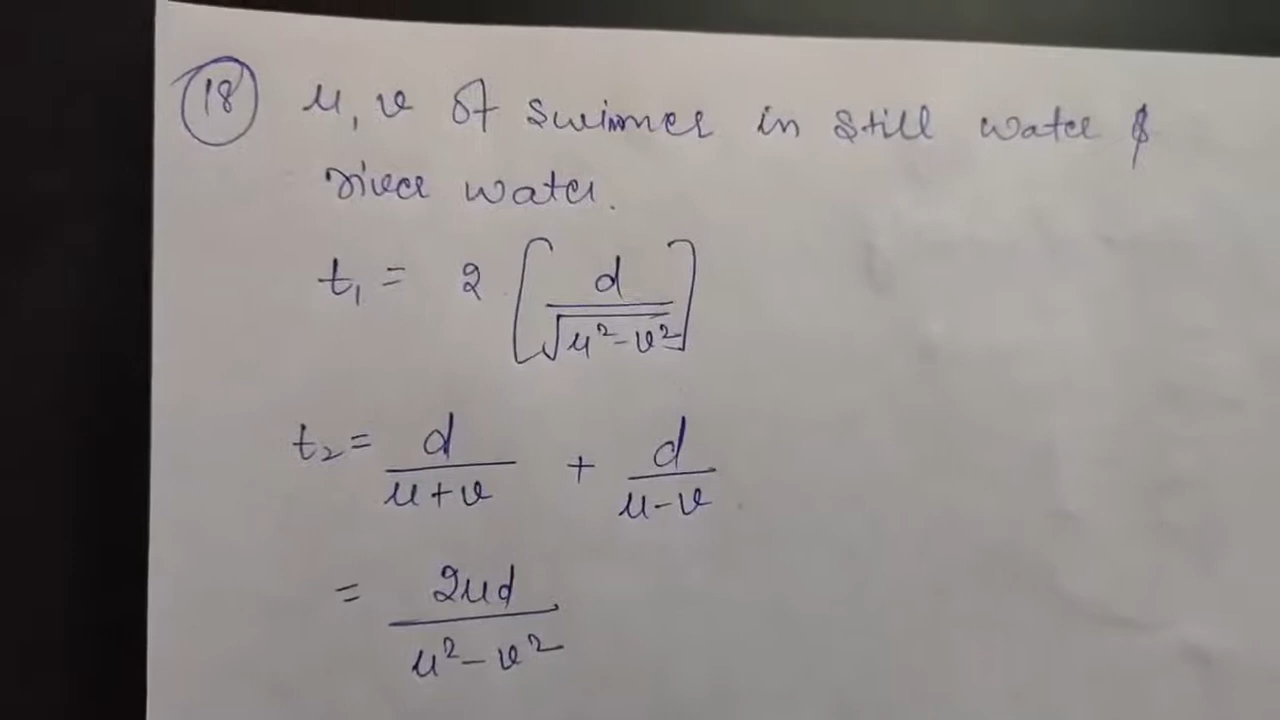 18 u, v of swimmer in still water &
river water.
t₁ = 2 [d / √(u² - v²)]
t₂ = d / (u + v) + d / (u - v)
= 2ud / (u² - v²)